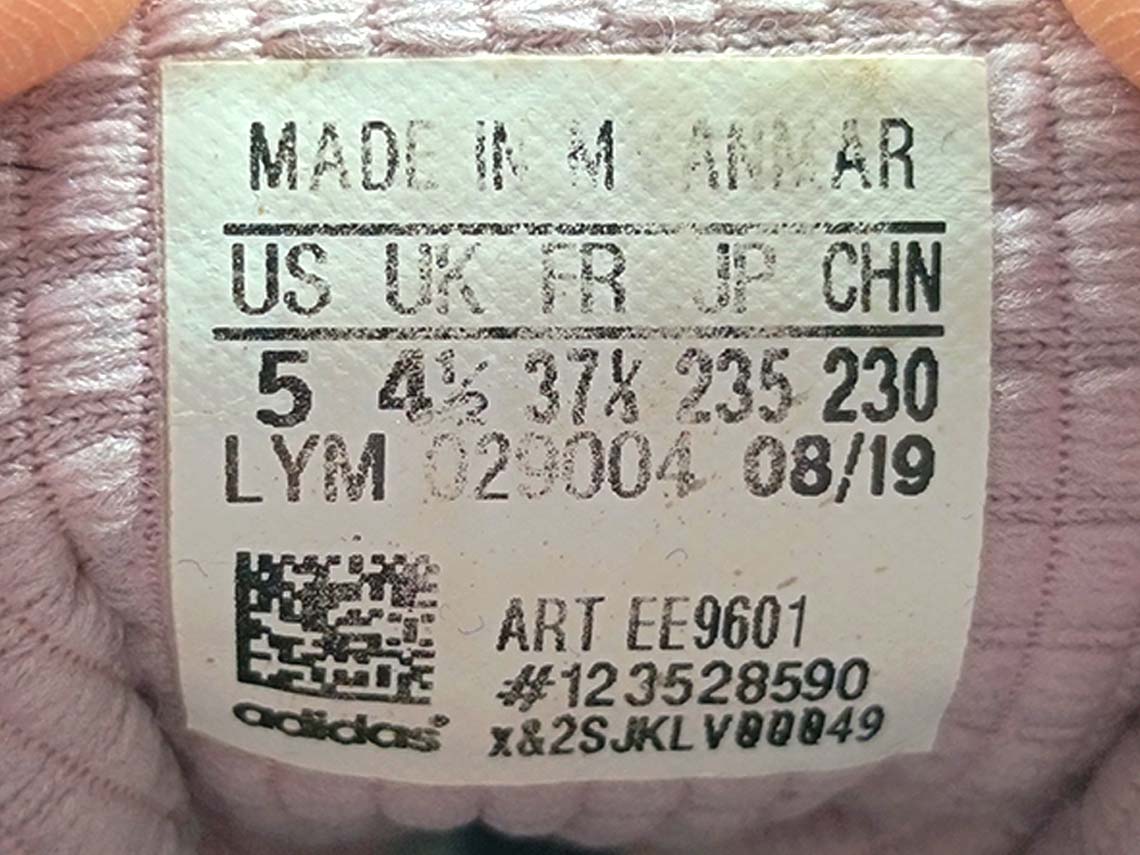 MADE IN MYANMAR
US UK FR JP CHN
5 4½ 37⅓ 235 230
LYM 029004 08/19
ART EE9601
#123528590
x&2SJKLV00049
adidas